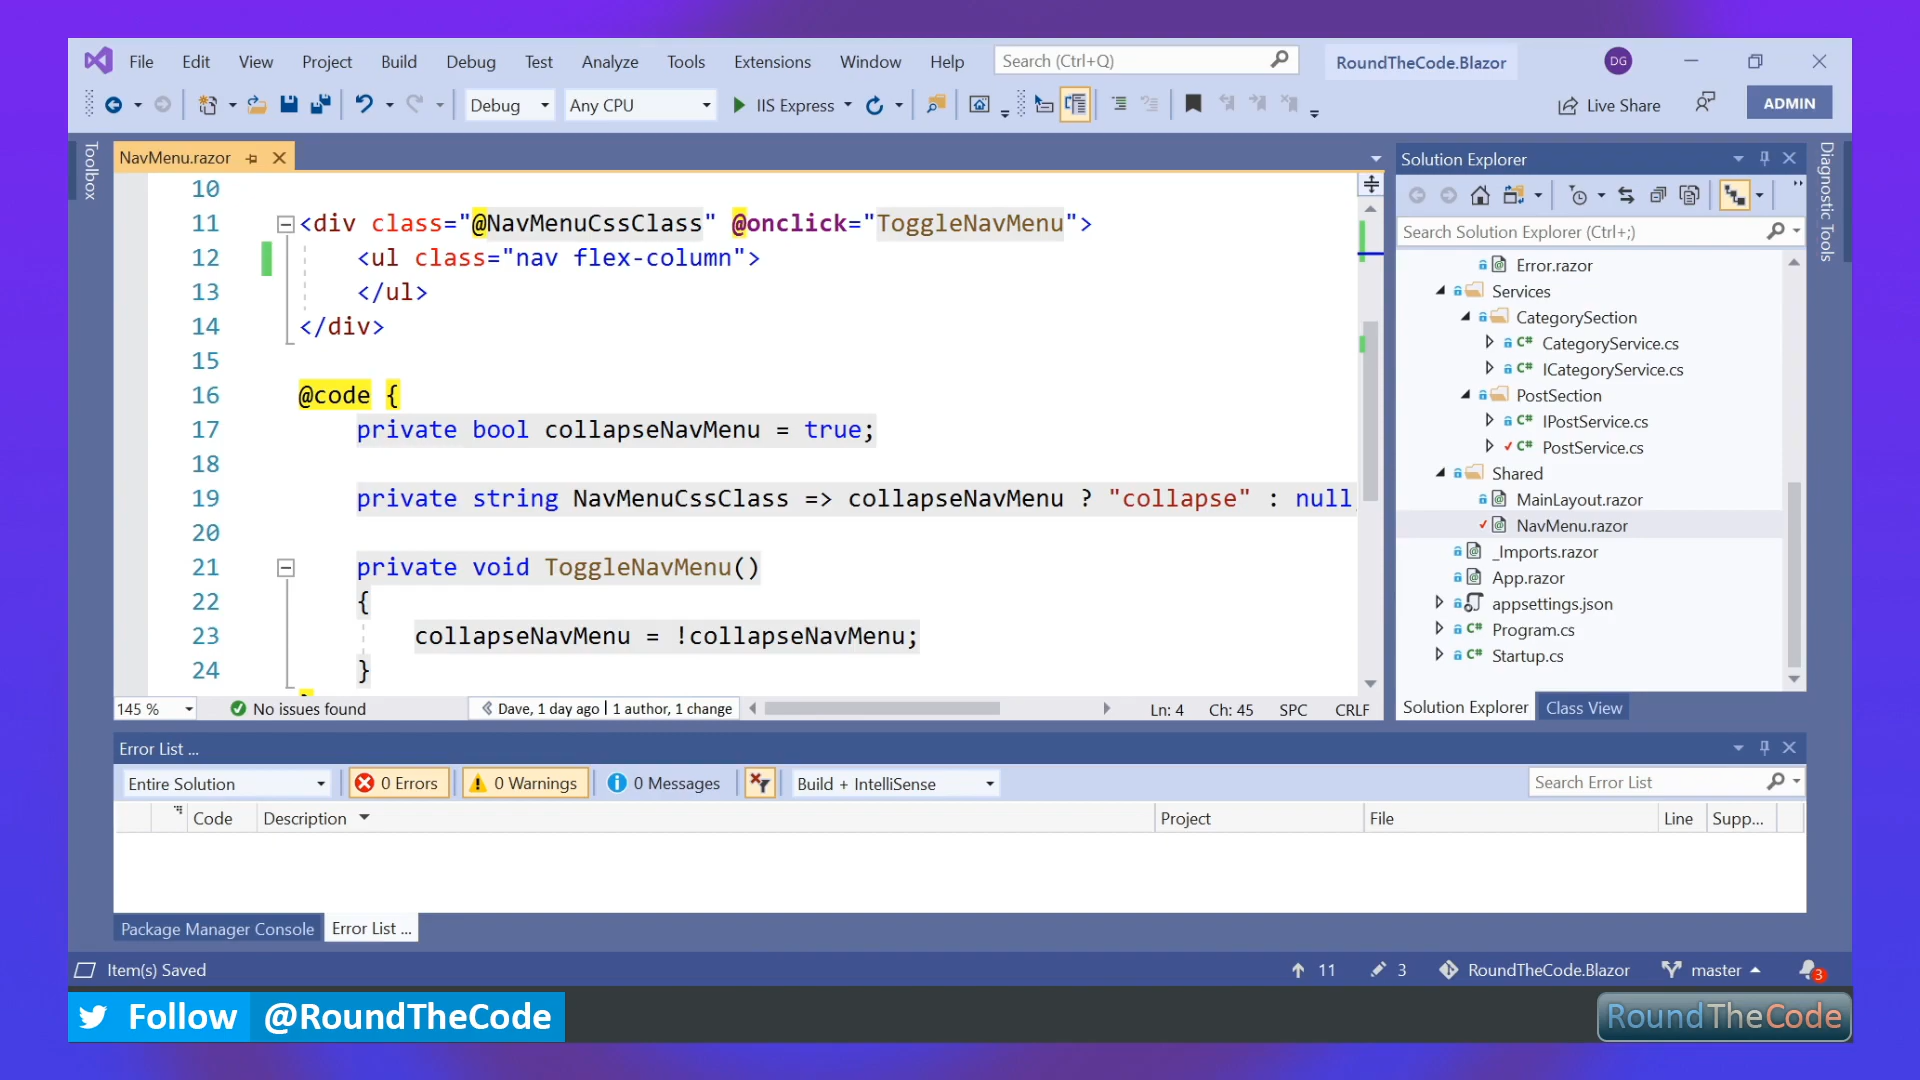 File Edit View Project Build Debug Test Analyze Tools Extensions Window Help Search (Ctrl+Q) RoundTheCode.Blazor DG
Debug Any CPU IIS Express Live Share ADMIN
Toolbox
NavMenu.razor
10
11 <div class="@NavMenuCssClass" @onclick="ToggleNavMenu">
12 <ul class="nav flex-column">
13 </ul>
14 </div>
15
16 @code {
17 private bool collapseNavMenu = true;
18
19 private string NavMenuCssClass => collapseNavMenu ? "collapse" : null
20
21 private void ToggleNavMenu()
22 {
23 collapseNavMenu = !collapseNavMenu;
24 }
145 % No issues found Dave, 1 day ago | 1 author, 1 change Ln: 4 Ch: 45 SPC CRLF
Solution Explorer
Search Solution Explorer (Ctrl+;)
Error.razor
Services
CategorySection
C# CategoryService.cs
C# ICategoryService.cs
PostSection
C# IPostService.cs
C# PostService.cs
Shared
MainLayout.razor
NavMenu.razor
_Imports.razor
App.razor
appsettings.json
C# Program.cs
C# Startup.cs
Solution Explorer Class View
Diagnostic Tools
Error List ...
Entire Solution 0 Errors 0 Warnings 0 Messages Build + IntelliSense Search Error List
Code Description Project File Line Supp...
Package Manager Console Error List ...
Item(s) Saved 11 3 RoundTheCode.Blazor master 3
Follow @RoundTheCode
RoundTheCode